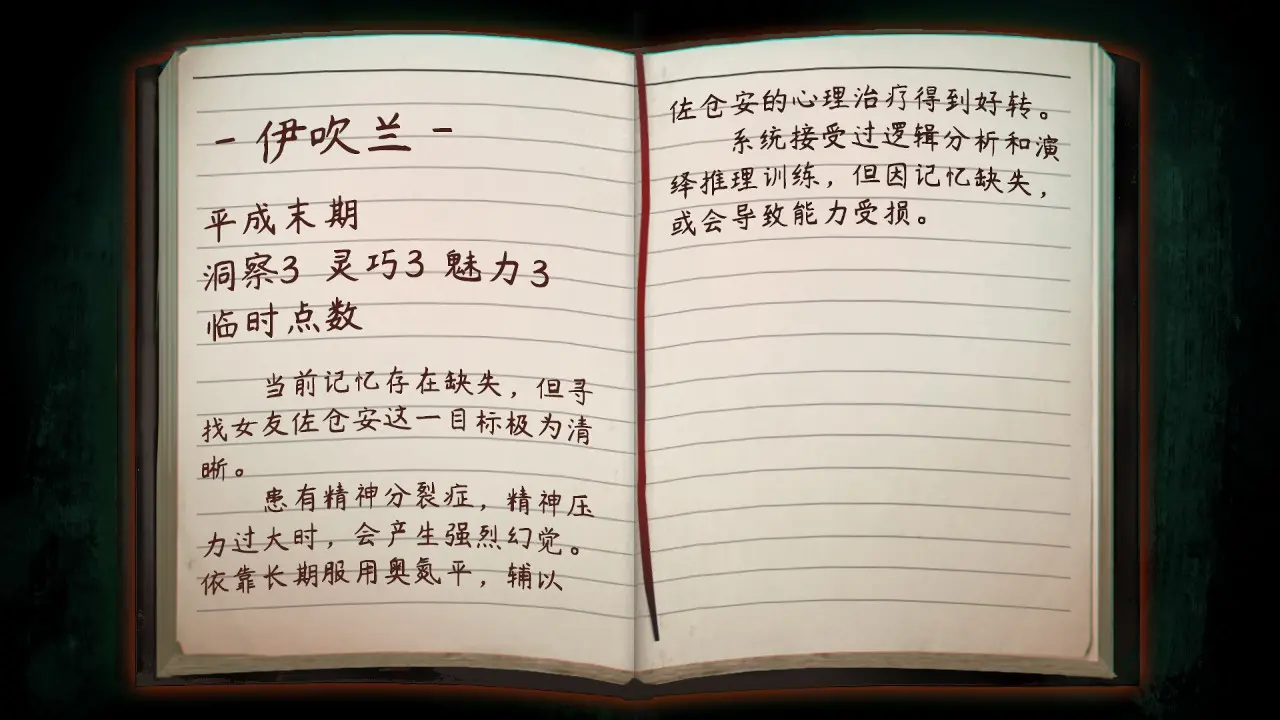 - 伊吹兰 -
平成末期
洞察3 灵巧3 魅力3
临时点数
当前记忆存在缺失，但寻
找女友佐仓安这一目标极为清
晰。
患有精神分裂症，精神压
力过大时，会产生强烈幻觉。
依靠长期服用奥氮平，辅以
佐仓安的心理治疗得到好转。
系统接受过逻辑分析和演
绎推理训练，但因记忆缺失，
或会导致能力受损。